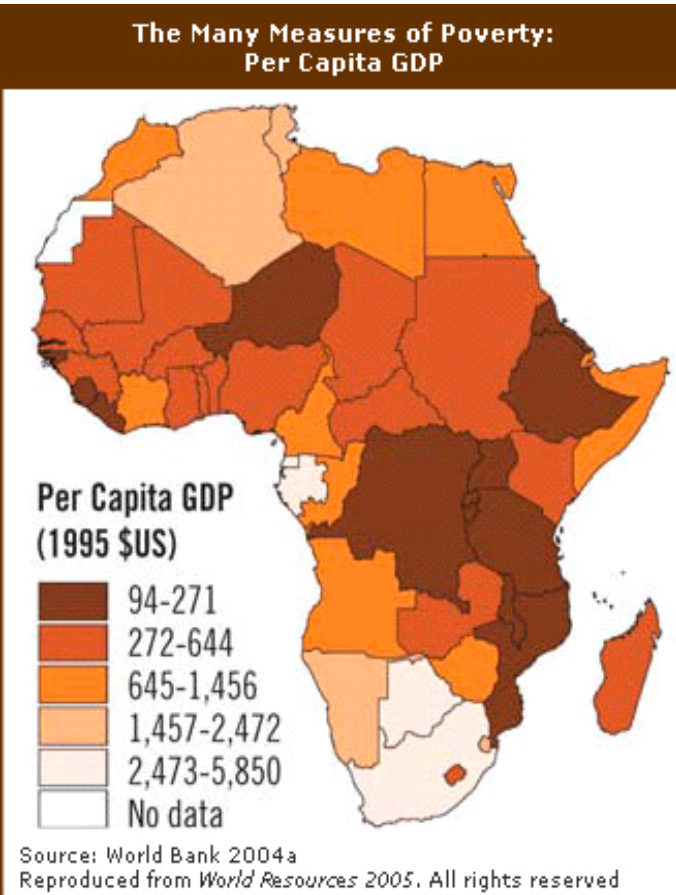 The Many Measures of Poverty:
Per Capita GDP
Per Capita GDP
(1995 $US)
94-271
272-644
645-1,456
1,457-2,472
2,473-5,850
No data
Source: World Bank 2004a
Reproduced from World Resources 2005. All rights reserved